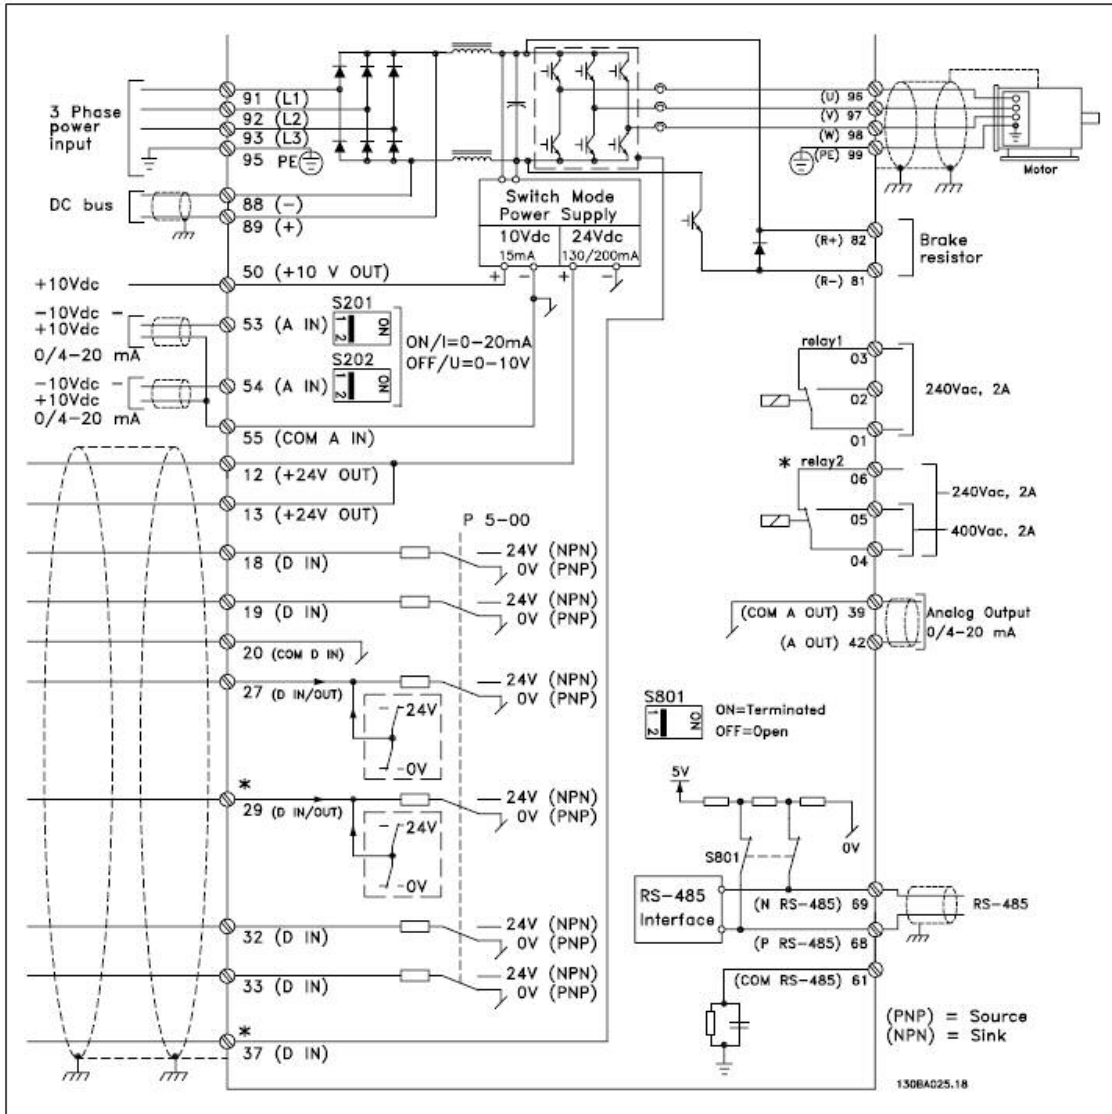 3 Phase
power
input
91 (L1)
92 (L2)
93 (L3)
95 PE
DC bus
88 (-)
89 (+)
Switch Mode
Power Supply
10Vdc
15mA
24Vdc
130/200mA
+ - + -
(U) 96
(V) 97
(W) 98
(PE) 99
Motor
(R+) 82
(R-) 81
Brake
resistor
+10Vdc
50 (+10 V OUT)
-10Vdc -
+10Vdc
0/4-20 mA
53 (A IN)
S201
1 2 ON
-10Vdc -
+10Vdc
0/4-20 mA
54 (A IN)
S202
1 2 ON
ON/I=0-20mA
OFF/U=0-10V
55 (COM A IN)
12 (+24V OUT)
13 (+24V OUT)
P 5-00
18 (D IN)
24V (NPN)
0V (PNP)
19 (D IN)
24V (NPN)
0V (PNP)
20 (COM D IN)
27 (D IN/OUT)
24V (NPN)
0V (PNP)
24V
0V
*
29 (D IN/OUT)
24V (NPN)
0V (PNP)
24V
0V
32 (D IN)
24V (NPN)
0V (PNP)
33 (D IN)
24V (NPN)
0V (PNP)
*
37 (D IN)
relay1
03
02
01
240Vac, 2A
* relay2
06
05
04
240Vac, 2A
400Vac, 2A
(COM A OUT) 39
(A OUT) 42
Analog Output
0/4-20 mA
S801
1 2 ON
ON=Terminated
OFF=Open
5V
S801
0V
RS-485
Interface
(N RS-485) 69
(P RS-485) 68
(COM RS-485) 61
RS-485
(PNP) = Source
(NPN) = Sink
130BA025.18